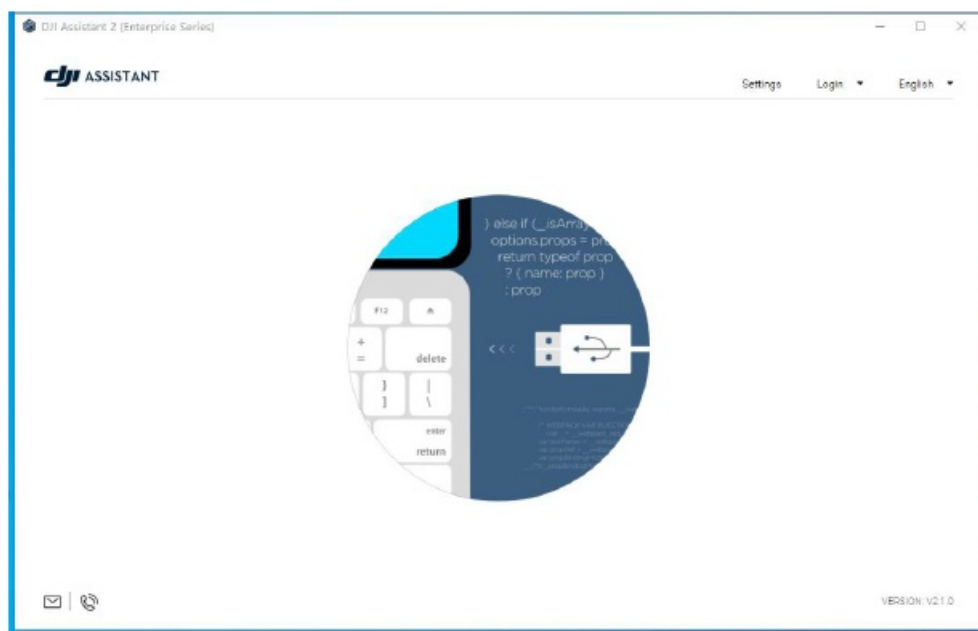 DJI Assistant 2 (Enterprise Series)
dji ASSISTANT
Settings
Login
English
} else if (_isArray
options.props = pro
return typeof prop
? { name: prop }
: prop
F12
+
=
delete
}
]
|
\
enter
return
VERSION: V2.1.0